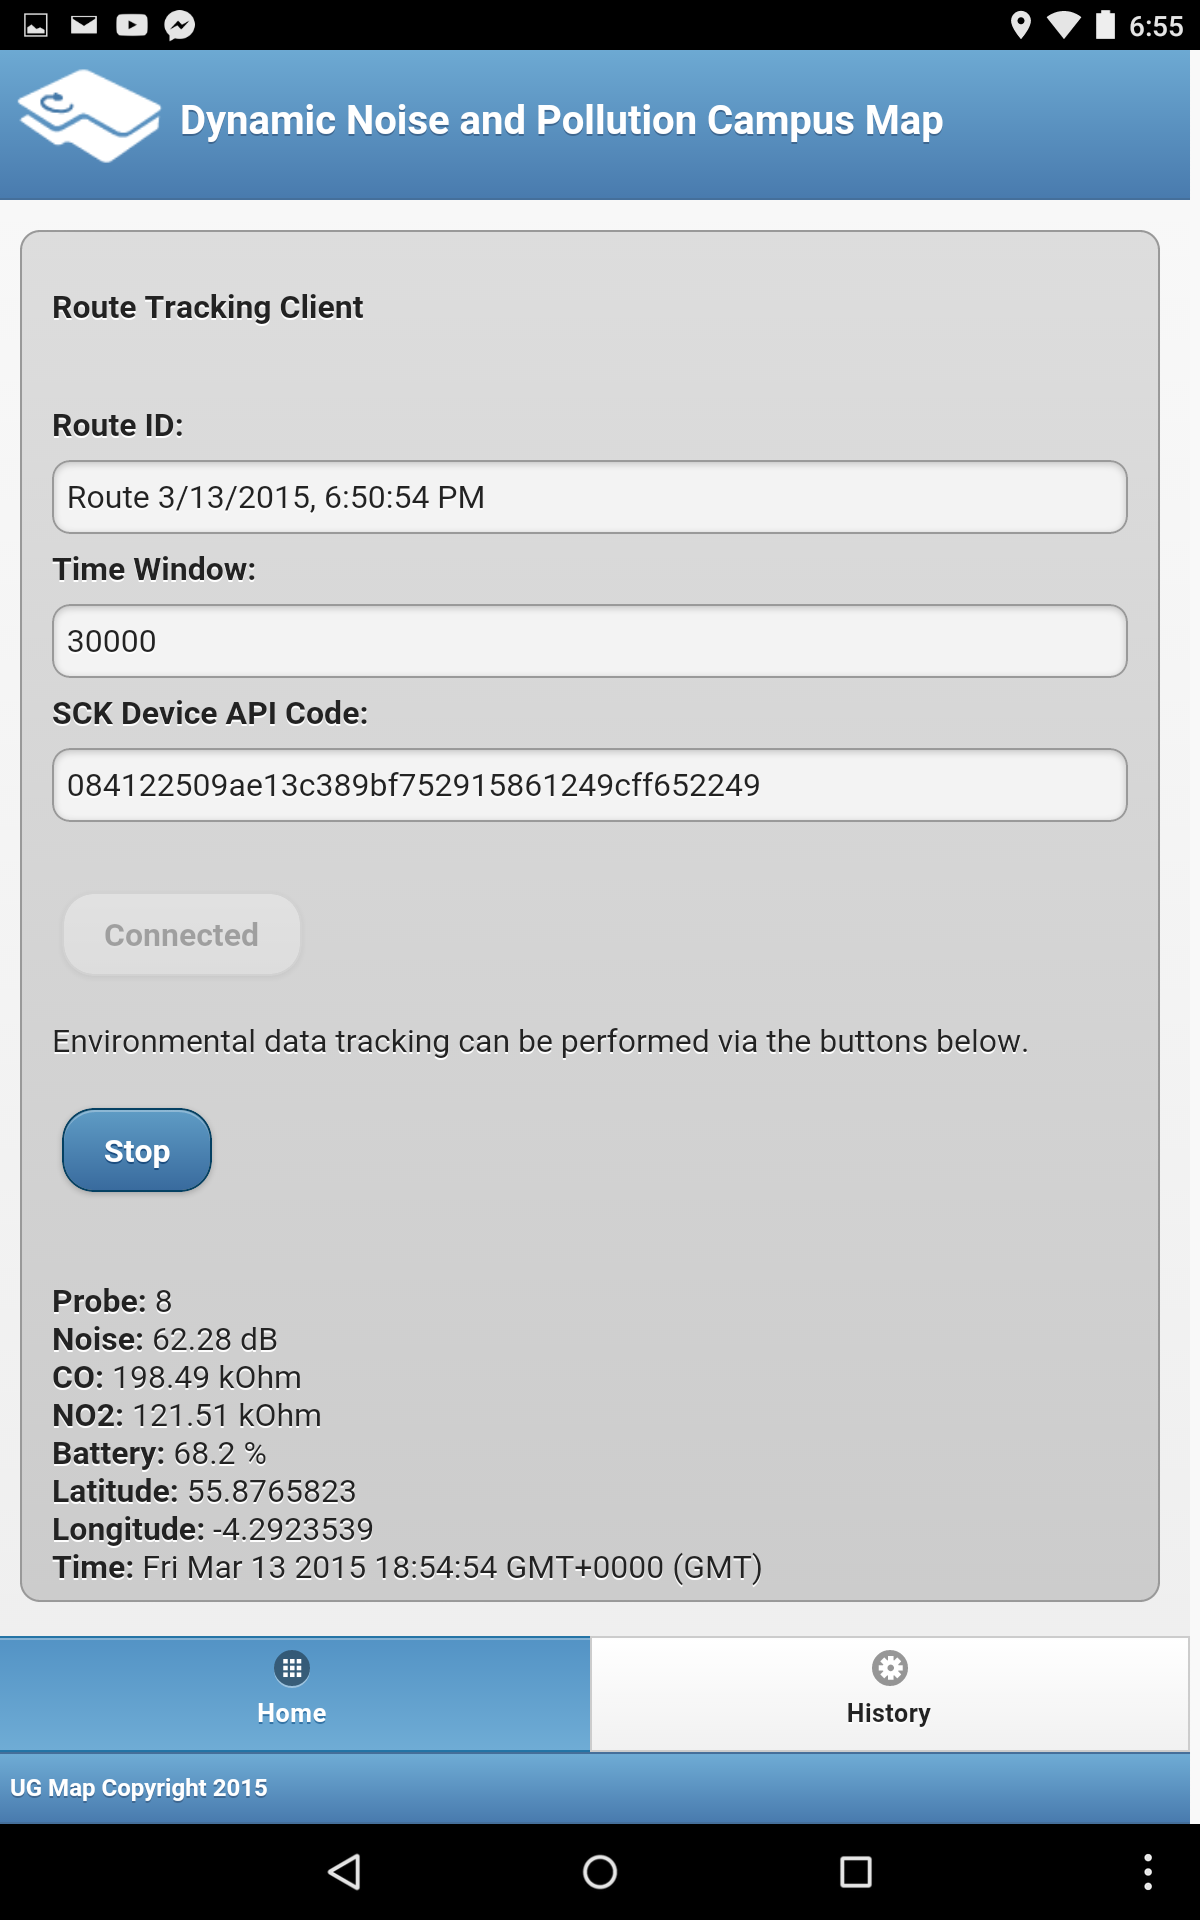 6:55
Dynamic Noise and Pollution Campus Map
Route Tracking Client
Route ID:
Route 3/13/2015, 6:50:54 PM
Time Window:
30000
SCK Device API Code:
084122509ae13c389bf752915861249cff652249
Connected
Environmental data tracking can be performed via the buttons below.
Stop
Probe: 8
Noise: 62.28 dB
CO: 198.49 kOhm
NO2: 121.51 kOhm
Battery: 68.2 %
Latitude: 55.8765823
Longitude: -4.2923539
Time: Fri Mar 13 2015 18:54:54 GMT+0000 (GMT)
Home
History
UG Map Copyright 2015